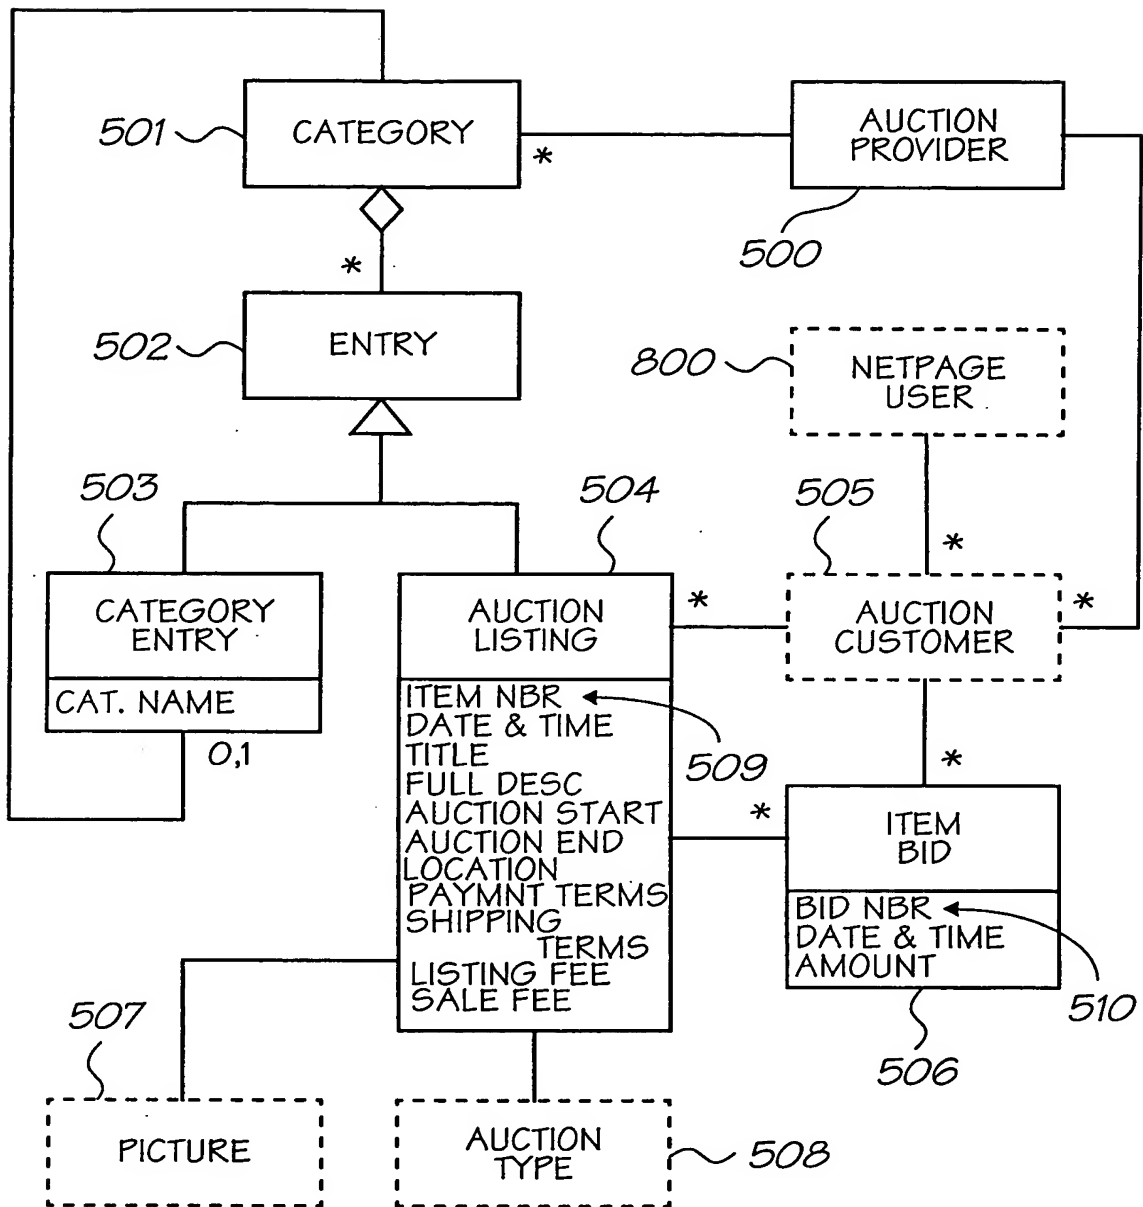 501
CATEGORY
*
AUCTION
PROVIDER
500
*
502
ENTRY
800
NETPAGE
USER
503
504
505
*
CATEGORY
ENTRY
CAT. NAME
0,1
AUCTION
LISTING
ITEM NBR
DATE & TIME
TITLE
FULL DESC
AUCTION START
AUCTION END
LOCATION
PAYMNT TERMS
SHIPPING
TERMS
LISTING FEE
SALE FEE
*
AUCTION
CUSTOMER
*
509
*
*
ITEM
BID
BID NBR
DATE & TIME
AMOUNT
510
506
507
PICTURE
AUCTION
TYPE
508